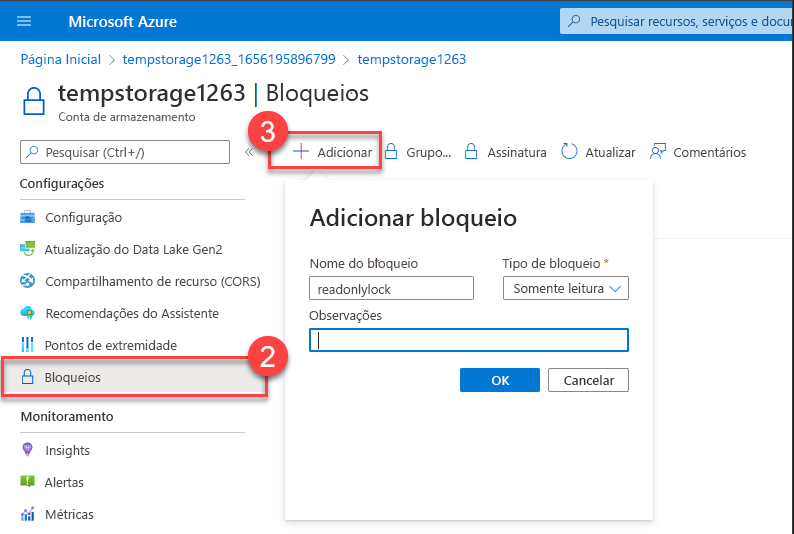 Microsoft Azure
Pesquisar recursos, serviços e docu
Página Inicial > tempstorage1263_1656195896799 > tempstorage1263
tempstorage1263 | Bloqueios
Conta de armazenamento
3
Pesquisar (Ctrl+/)
«
+ Adicionar
Grupo...
Assinatura
Atualizar
Comentários
Configurações
Configuração
Atualização do Data Lake Gen2
Compartilhamento de recurso (CORS)
Recomendações do Assistente
Pontos de extremidade
2
Bloqueios
Monitoramento
Insights
Alertas
Métricas
Adicionar bloqueio
Nome do bloqueio *
Tipo de bloqueio *
readonlylock
Somente leitura
Observações
OK
Cancelar